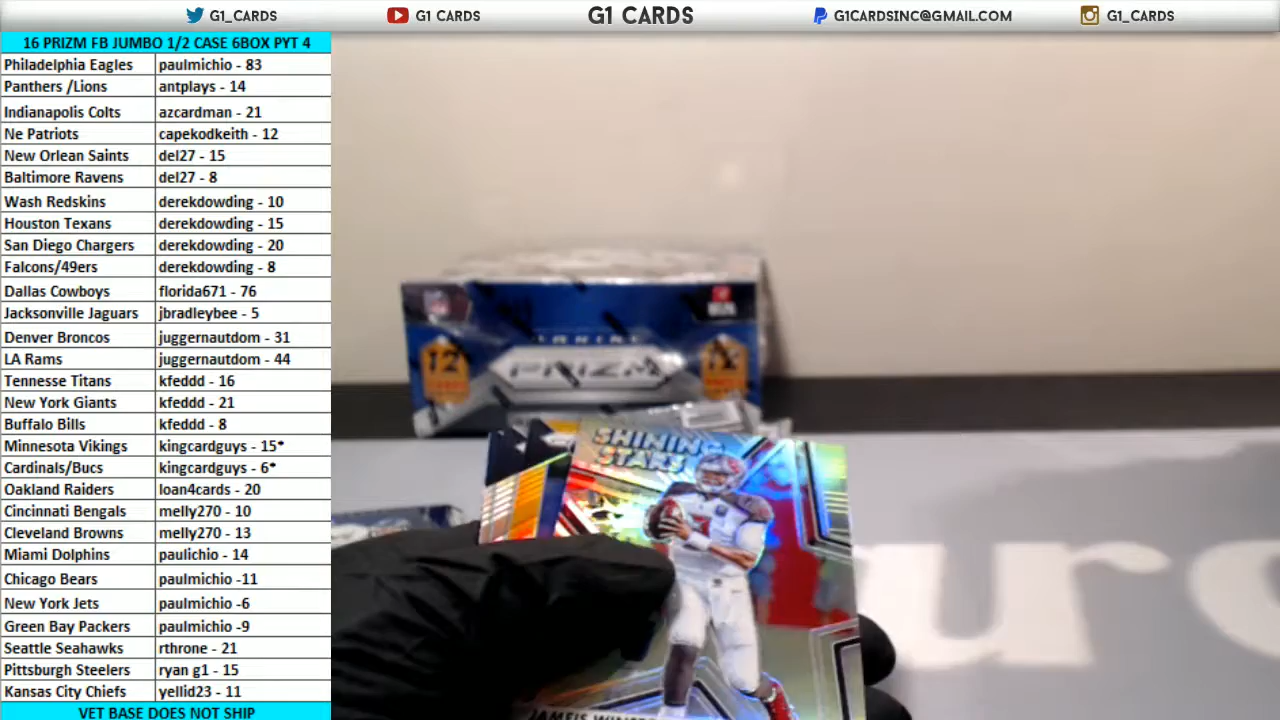 G1_CARDS
G1 CARDS
G1 CARDS
G1CARDSINC@GMAIL.COM
G1_CARDS
16 PRIZM FB JUMBO 1/2 CASE 6BOX PYT 4
Philadelphia Eagles paulmichio - 83
Panthers /Lions antplays - 14
Indianapolis Colts azcardman - 21
Ne Patriots capekodkeith - 12
New Orlean Saints del27 - 15
Baltimore Ravens del27 - 8
Wash Redskins derekdowding - 10
Houston Texans derekdowding - 15
San Diego Chargers derekdowding - 20
Falcons/49ers derekdowding - 8
Dallas Cowboys florida671 - 76
Jacksonville Jaguars jbradleybee - 5
Denver Broncos juggernautdom - 31
LA Rams juggernautdom - 44
Tennesse Titans kfeddd - 16
New York Giants kfeddd - 21
Buffalo Bills kfeddd - 8
Minnesota Vikings kingcardguys - 15*
Cardinals/Bucs kingcardguys - 6*
Oakland Raiders loan4cards - 20
Cincinnati Bengals melly270 - 10
Cleveland Browns melly270 - 13
Miami Dolphins paulichio - 14
Chicago Bears paulmichio -11
New York Jets paulmichio -6
Green Bay Packers paulmichio -9
Seattle Seahawks rthrone - 21
Pittsburgh Steelers ryan g1 - 15
Kansas City Chiefs yellid23 - 11
VET BASE DOES NOT SHIP
PANINI
PRIZM
12
SHINING
STARS
JAMEIS